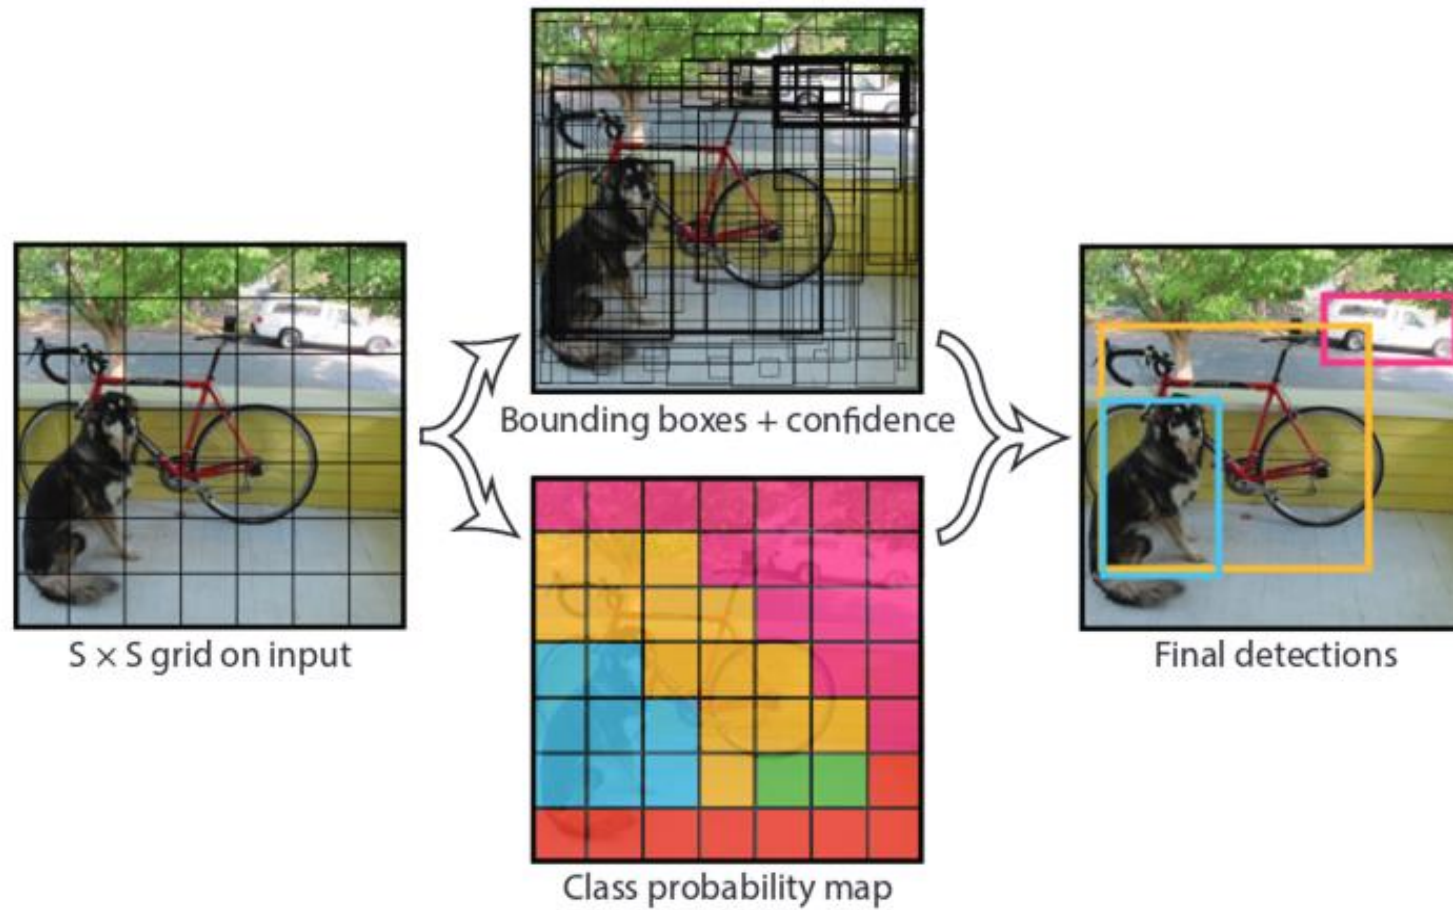 S × S grid on input
Bounding boxes + confidence
Class probability map
Final detections